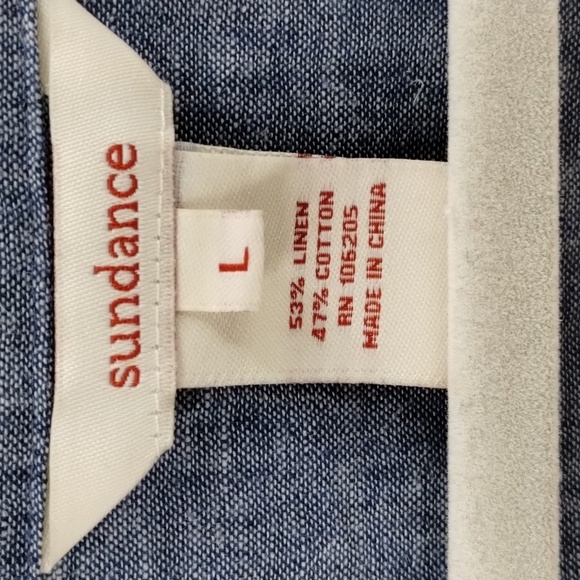 sundance
L
53% LINEN
47% COTTON
RN 106205
MADE IN CHINA